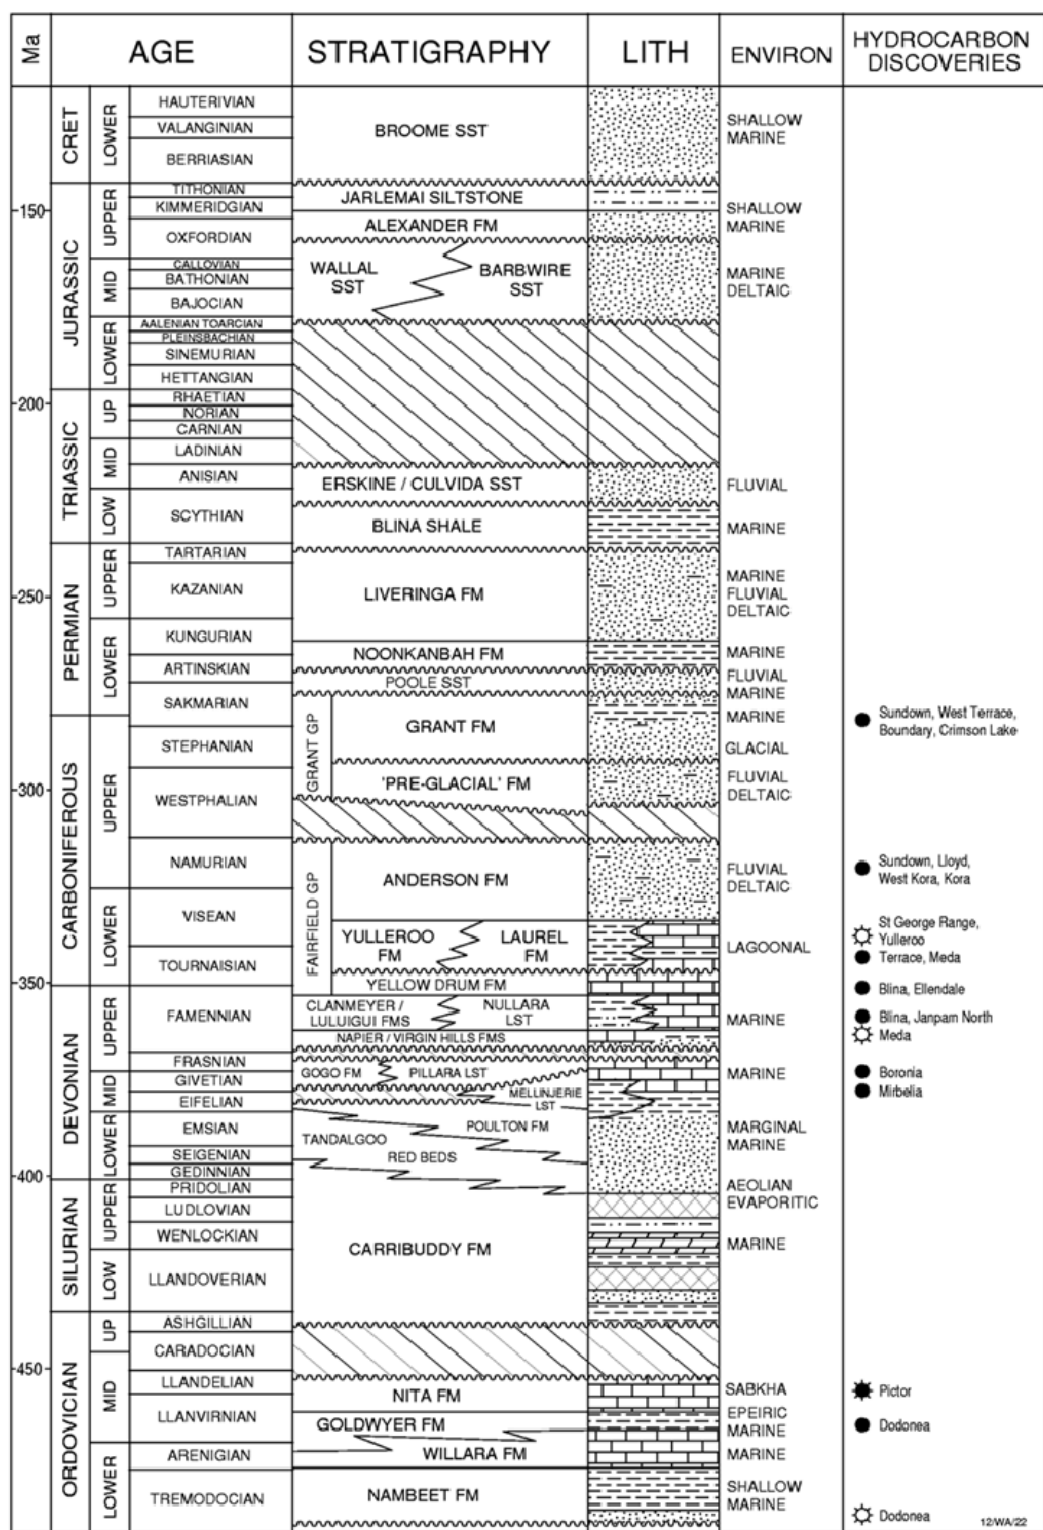 Ma
AGE
STRATIGRAPHY
LITH
ENVIRON
HYDROCARBON
DISCOVERIES
CRET
LOWER
HAUTERIVIAN
VALANGINIAN
BERRIASIAN
BROOME SST
SHALLOW
MARINE
JURASSIC
UPPER
TITHONIAN
KIMMERIDGIAN
OXFORDIAN
150
JARLEMAI SILTSTONE
ALEXANDER FM
SHALLOW
MARINE
MID
CALLOVIAN
BATHONIAN
BAJOCIAN
WALLAL
SST
BARBWIRE
SST
MARINE
DELTAIC
LOWER
AALENIAN TOARCIAN
PLEINSBACHIAN
SINEMURIAN
HETTANGIAN
200
TRIASSIC
UP
RHAETIAN
NORIAN
CARNIAN
MID
LADINIAN
ANISIAN
ERSKINE / CULVIDA SST
FLUVIAL
LOW
SCYTHIAN
BLINA SHALE
MARINE
PERMIAN
UPPER
TARTARIAN
KAZANIAN
250
LIVERINGA FM
MARINE
FLUVIAL
DELTAIC
LOWER
KUNGURIAN
ARTINSKIAN
SAKMARIAN
NOONKANBAH FM
MARINE
POOLE SST
FLUVIAL
MARINE
GRANT GP
GRANT FM
MARINE
GLACIAL
Sundown, West Terrace,
Boundary, Crimson Lake
CARBONIFEROUS
UPPER
STEPHANIAN
WESTPHALIAN
NAMURIAN
300
'PRE-GLACIAL' FM
FLUVIAL
DELTAIC
FAIRFIELD GP
ANDERSON FM
FLUVIAL
DELTAIC
Sundown, Lloyd,
West Kora, Kora
LOWER
VISEAN
TOURNAISIAN
YULLEROO
FM
LAUREL
FM
LAGOONAL
St George Range,
Yulleroo
Terrace, Meda
350
YELLOW DRUM FM
Blina, Ellendale
DEVONIAN
UPPER
FAMENNIAN
FRASNIAN
CLANMEYER /
LULUIGUI FMS
NULLARA
LST
MARINE
Blina, Janpam North
Meda
NAPIER / VIRGIN HILLS FMS
MID
GIVETIAN
EIFELIAN
GOGO FM
PILLARA LST
MELLINJERIE
LST
MARINE
Boronia
Mirbelia
LOWER
EMSIAN
SEIGENIAN
GEDINNIAN
POULTON FM
TANDALGOO
RED BEDS
MARGINAL
MARINE
400
SILURIAN
UPPER
PRIDOLIAN
LUDLOVIAN
WENLOCKIAN
AEOLIAN
EVAPORITIC
LOW
LLANDOVERIAN
CARRIBUDDY FM
MARINE
ORDOVICIAN
UP
ASHGILLIAN
MID
CARADOCIAN
LLANDELIAN
LLANVIRNIAN
450
NITA FM
SABKHA
Pictor
GOLDWYER FM
EPEIRIC
MARINE
Dodonea
LOWER
ARENIGIAN
TREMODOCIAN
WILLARA FM
MARINE
NAMBEET FM
SHALLOW
MARINE
Dodonea
12/WA/22